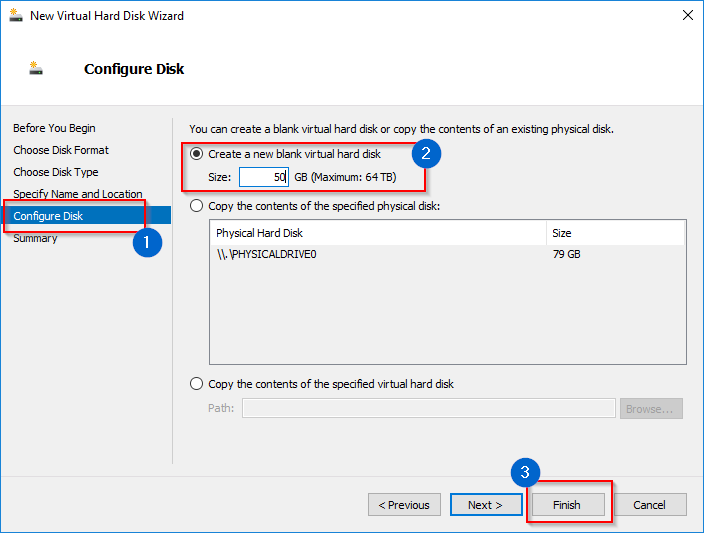 New Virtual Hard Disk Wizard
Configure Disk
Before You Begin
Choose Disk Format
Choose Disk Type
Specify Name and Location
Configure Disk
Summary
1
You can create a blank virtual hard disk or copy the contents of an existing physical disk.
Create a new blank virtual hard disk
2
Size: 50 GB (Maximum: 64 TB)
Copy the contents of the specified physical disk:
Physical Hard Disk Size
\\.\PHYSICALDRIVE0 79 GB
Copy the contents of the specified virtual hard disk
Path: Browse...
3
< Previous Next > Finish Cancel